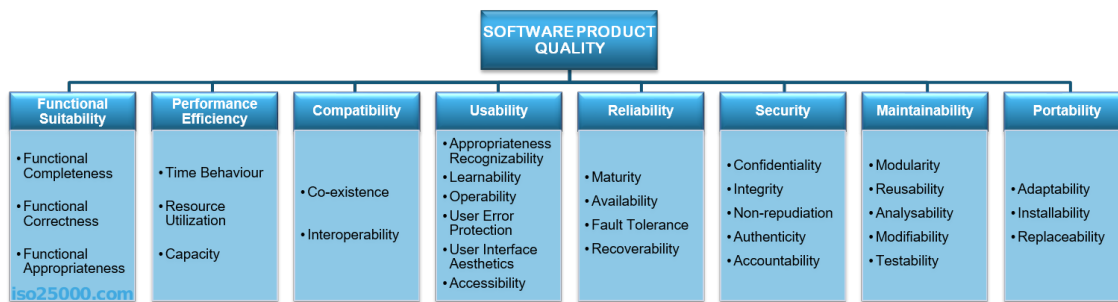 SOFTWARE PRODUCT
QUALITY
Functional
Suitability
• Functional
Completeness
• Functional
Correctness
• Functional
Appropriateness
Performance
Efficiency
• Time Behaviour
• Resource
Utilization
• Capacity
Compatibility
• Co-existence
• Interoperability
Usability
• Appropriateness
Recognizability
• Learnability
• Operability
• User Error
Protection
• User Interface
Aesthetics
• Accessibility
Reliability
• Maturity
• Availability
• Fault Tolerance
• Recoverability
Security
• Confidentiality
• Integrity
• Non-repudiation
• Authenticity
• Accountability
Maintainability
• Modularity
• Reusability
• Analysability
• Modifiability
• Testability
Portability
• Adaptability
• Installability
• Replaceability
iso25000.com